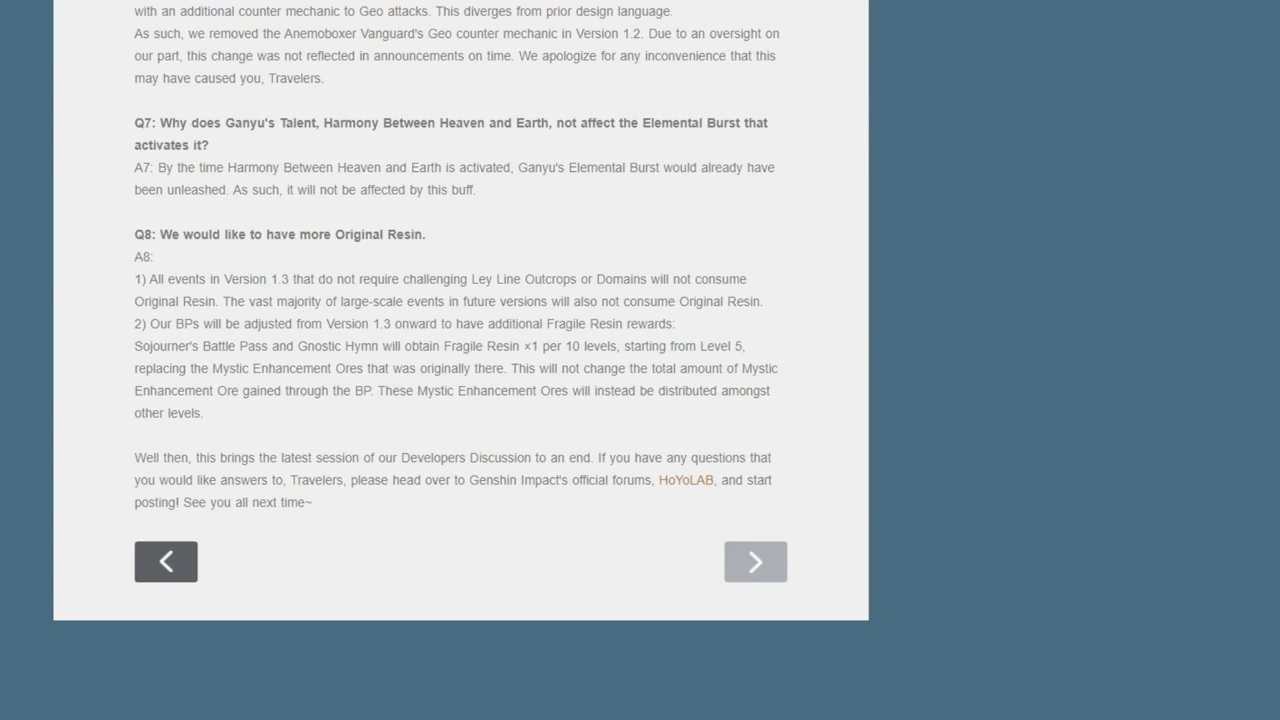 with an additional counter mechanic to Geo attacks. This diverges from prior design language.
As such, we removed the Anemoboxer Vanguard's Geo counter mechanic in Version 1.2. Due to an oversight on
our part, this change was not reflected in announcements on time. We apologize for any inconvenience that this
may have caused you, Travelers.
Q7: Why does Ganyu's Talent, Harmony Between Heaven and Earth, not affect the Elemental Burst that
activates it?
A7: By the time Harmony Between Heaven and Earth is activated, Ganyu's Elemental Burst would already have
been unleashed. As such, it will not be affected by this buff.
Q8: We would like to have more Original Resin.
A8:
1) All events in Version 1.3 that do not require challenging Ley Line Outcrops or Domains will not consume
Original Resin. The vast majority of large-scale events in future versions will also not consume Original Resin.
2) Our BPs will be adjusted from Version 1.3 onward to have additional Fragile Resin rewards:
Sojourner's Battle Pass and Gnostic Hymn will obtain Fragile Resin ×1 per 10 levels, starting from Level 5,
replacing the Mystic Enhancement Ores that was originally there. This will not change the total amount of Mystic
Enhancement Ore gained through the BP. These Mystic Enhancement Ores will instead be distributed amongst
other levels.
Well then, this brings the latest session of our Developers Discussion to an end. If you have any questions that
you would like answers to, Travelers, please head over to Genshin Impact's official forums, HoYoLAB, and start
posting! See you all next time~